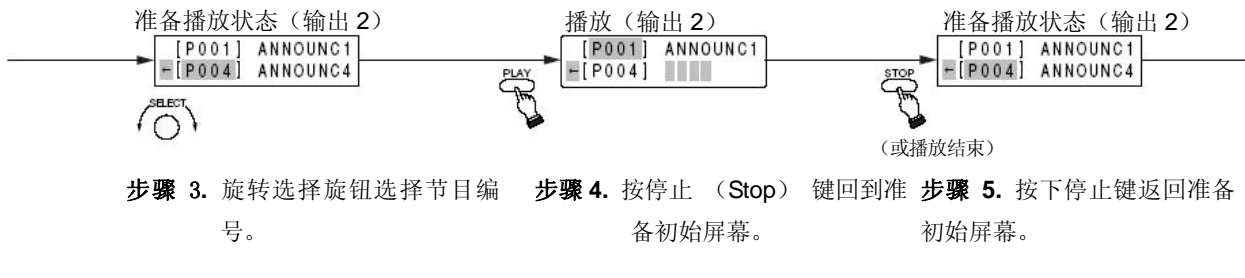 准备播放状态（输出 2）
[P001] ANNOUNC1
←[P004] ANNOUNC4
SELECT
播放（输出 2）
[P001] ANNOUNC1
←[P004]
PLAY
准备播放状态（输出 2）
[P001] ANNOUNC1
←[P004] ANNOUNC4
STOP
（或播放结束）
步骤 3. 旋转选择旋钮选择节目编
号。
步骤 4. 按停止 （Stop） 键回到准
备初始屏幕。
步骤 5. 按下停止键返回准备
初始屏幕。